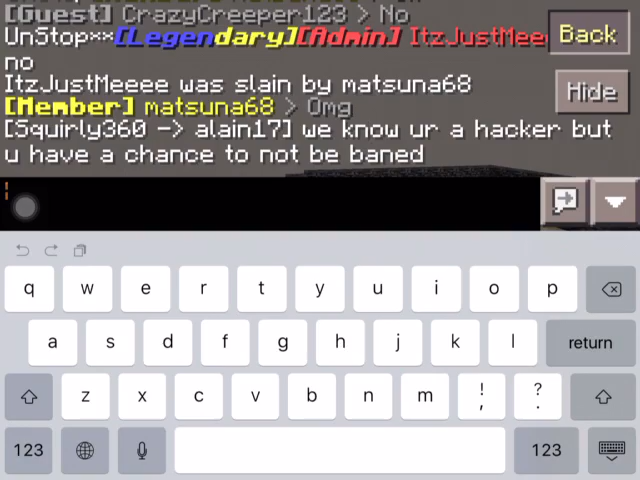 [Guest] CrazyCreeper123 > No
UnStop**[Legendary][Admin] ItzJustMeee
no
ItzJustMeeee was slain by matsuna68
[Member] matsuna68 > Omg
[Squirly360 -> alain17] we know ur a hacker but
u have a chance to not be baned
Back
Hide
q w e r t y u i o p
a s d f g h j k l return
z x c v b n m ! , ? .
123 123